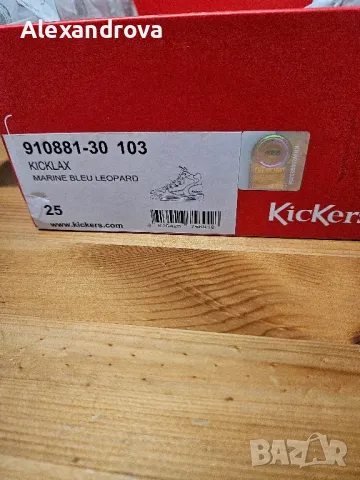 Alexandrova
910881-30 103
KICKLAX
MARINE BLEU LEOPARD
25
www.kickers.com
KicKers
BAZAR